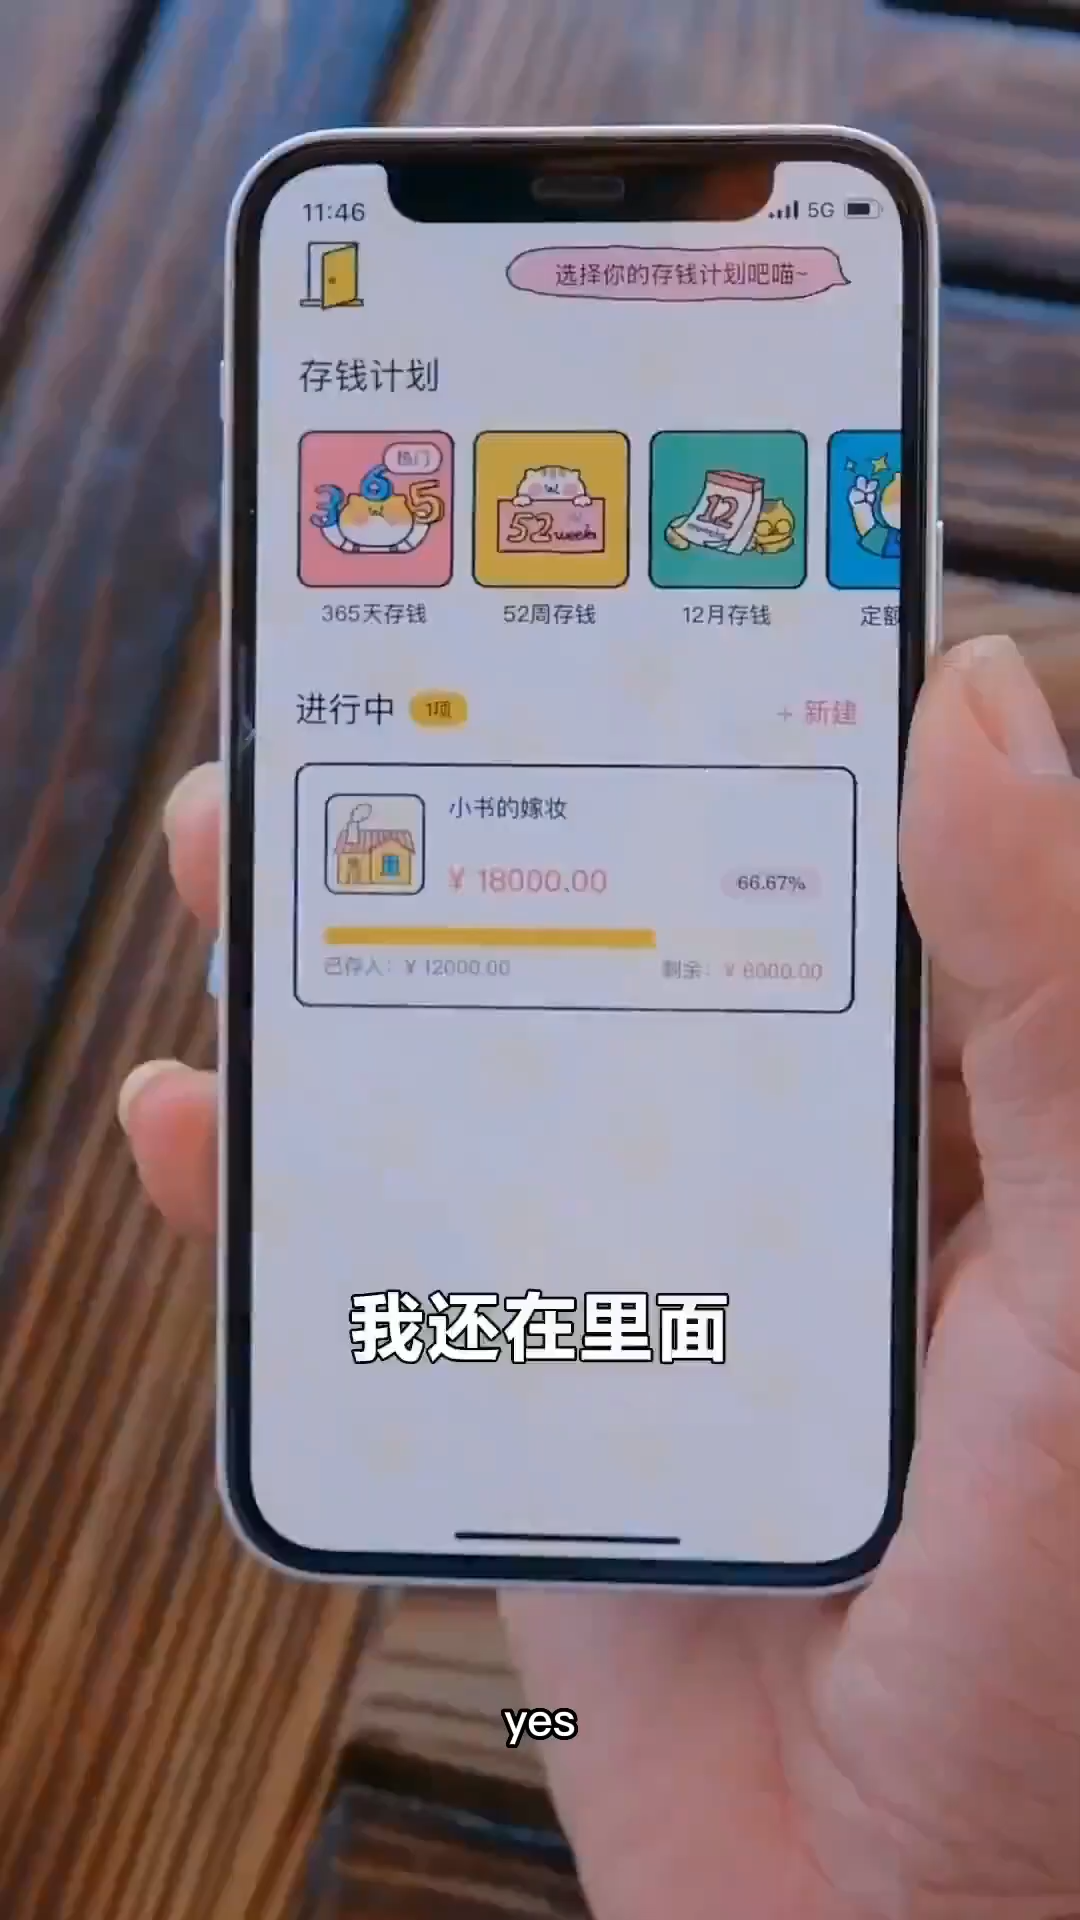 11:46
5G
选择你的存钱计划吧喵~
存钱计划
热门
365
52 weeks
12
365天存钱
52周存钱
12月存钱
定额
进行中
1项
+ 新建
小书的嫁妆
¥ 18000.00
66.67%
已存入：¥ 12000.00
剩余：¥ 6000.00
我还在里面
yes